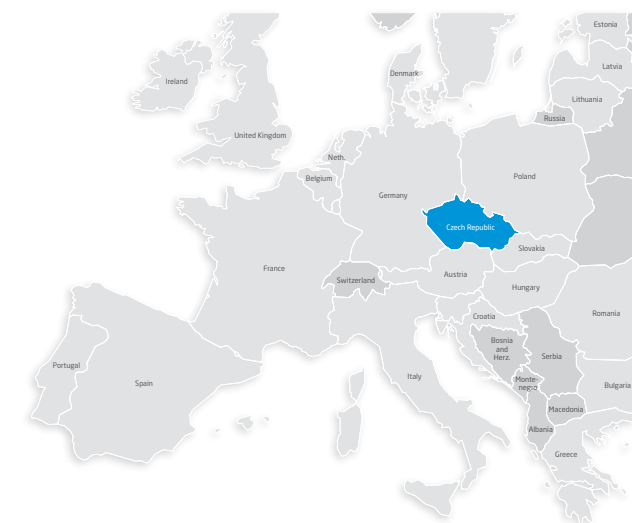 Estonia
Latvia
Denmark
Ireland
Lithuania
Russia
United Kingdom
Neth.
Belgium
Poland
Germany
Czech Republic
Slovakia
France
Austria
Switzerland
Hungary
Romania
Croatia
Bosnia
and
Herz.
Serbia
Portugal
Italy
Spain
Monte-
negro
Bulgaria
Macedonia
Albania
Greece